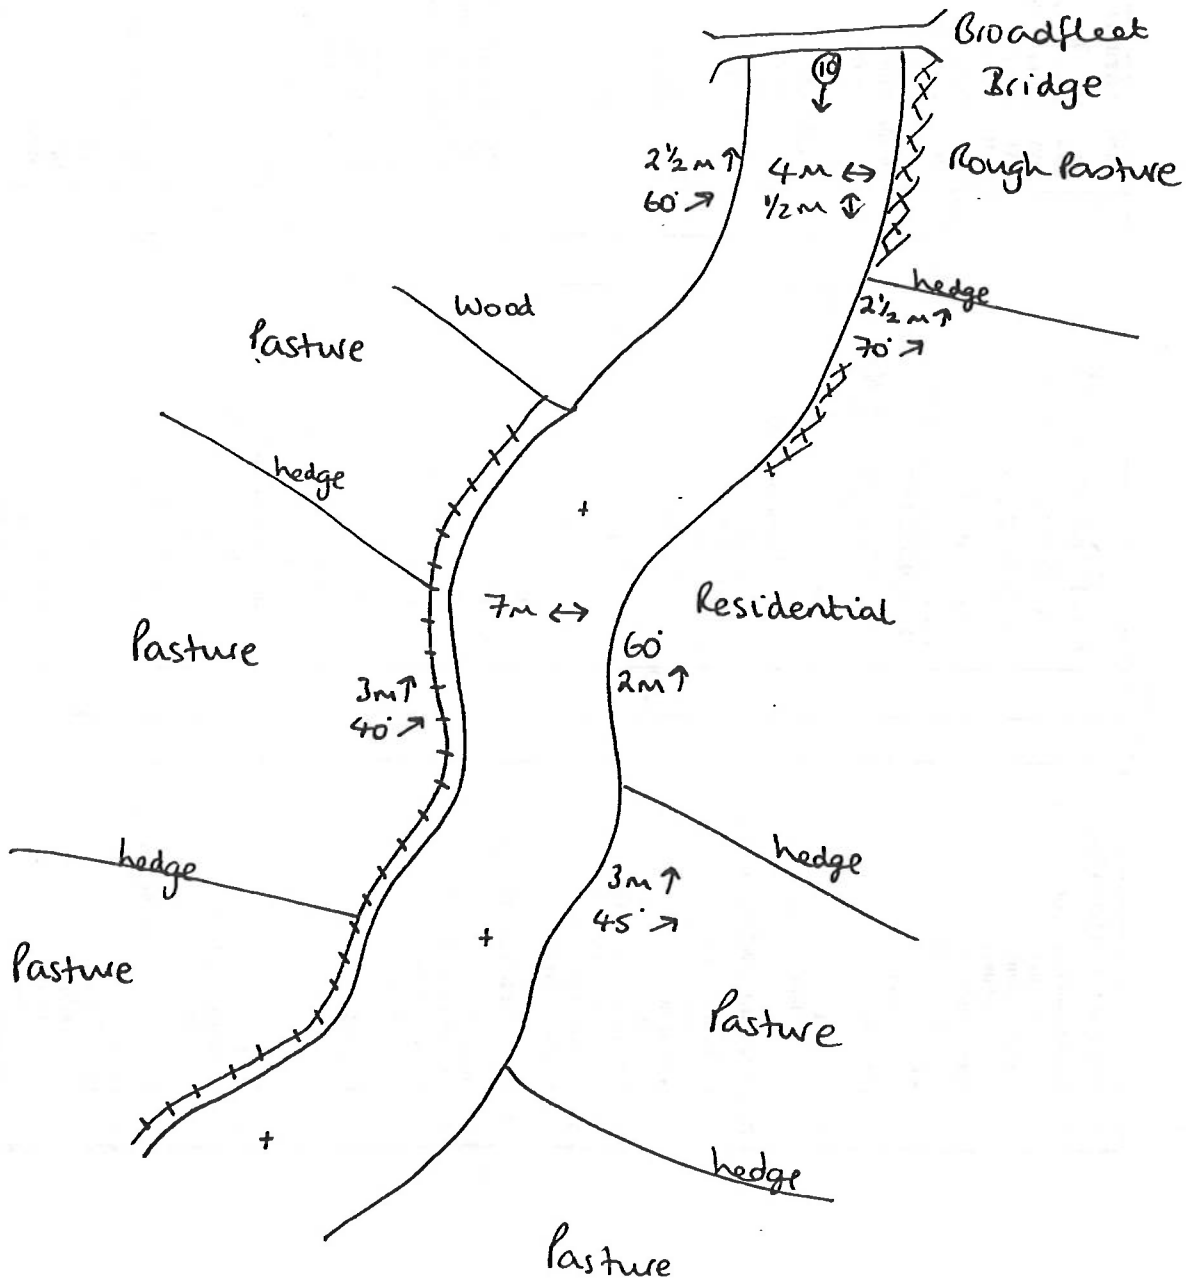 Broadfleet
Bridge
10
2½m↑
60°↗
4m↔
½m↕
Rough Pasture
hedge
2½m↑
70°↗
Wood
Pasture
hedge
7m↔
Residential
60°
2m↑
Pasture
3m↑
40°↗
hedge
hedge
3m↑
45°↗
Pasture
Pasture
hedge
Pasture